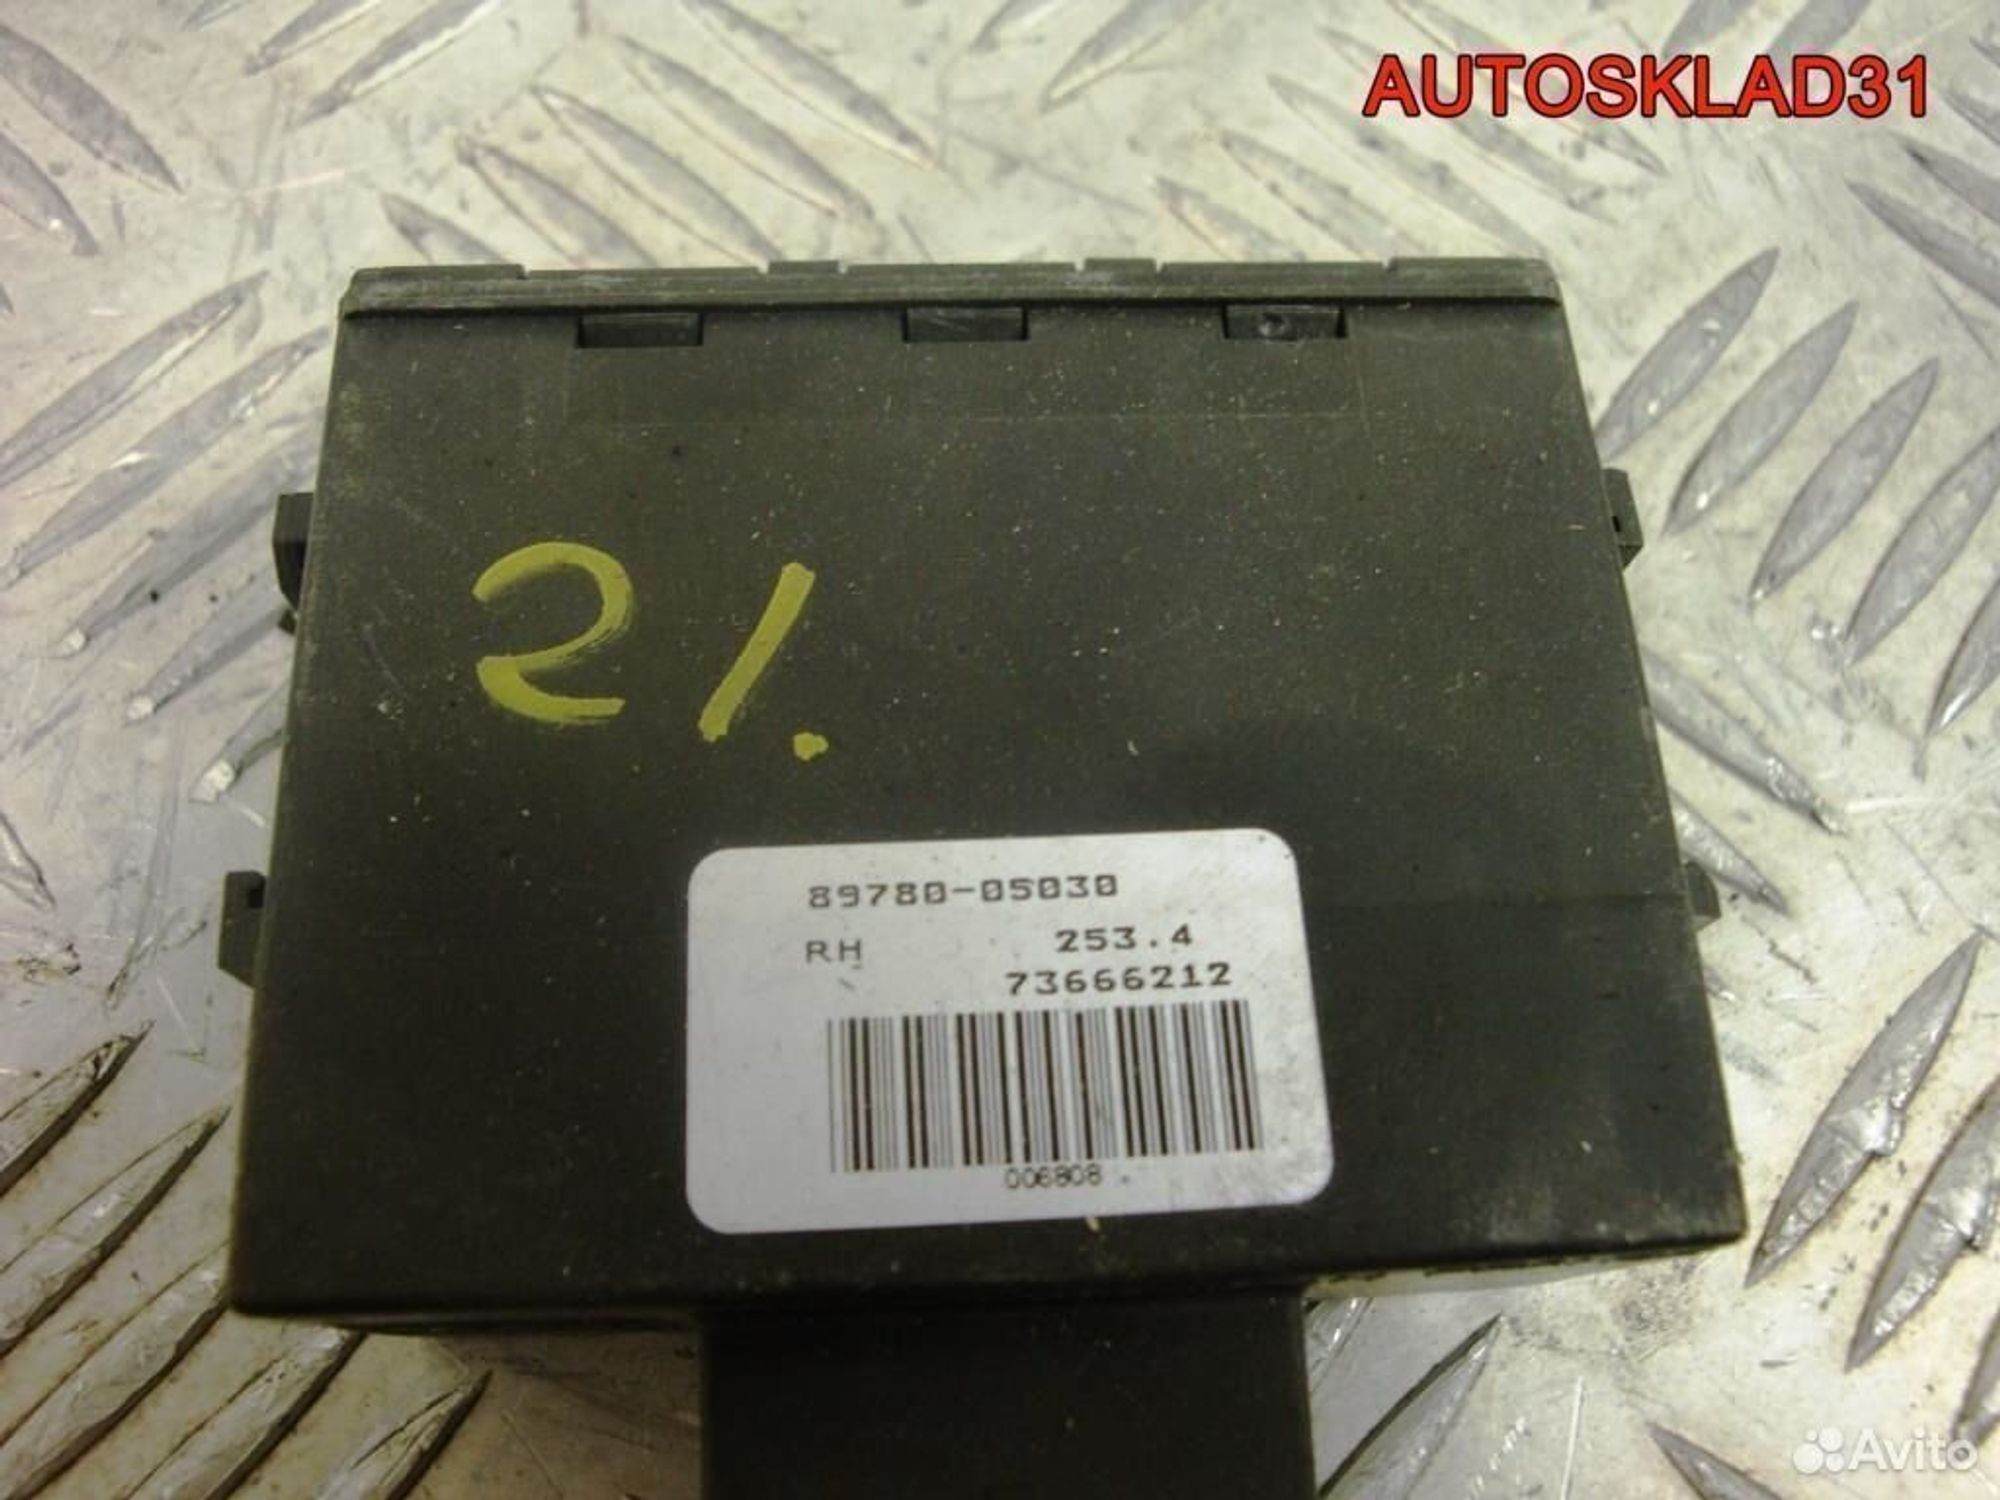 AUTOSKLAD31
21.
89780-05030
RH 253.4
73666212
006808
Avito